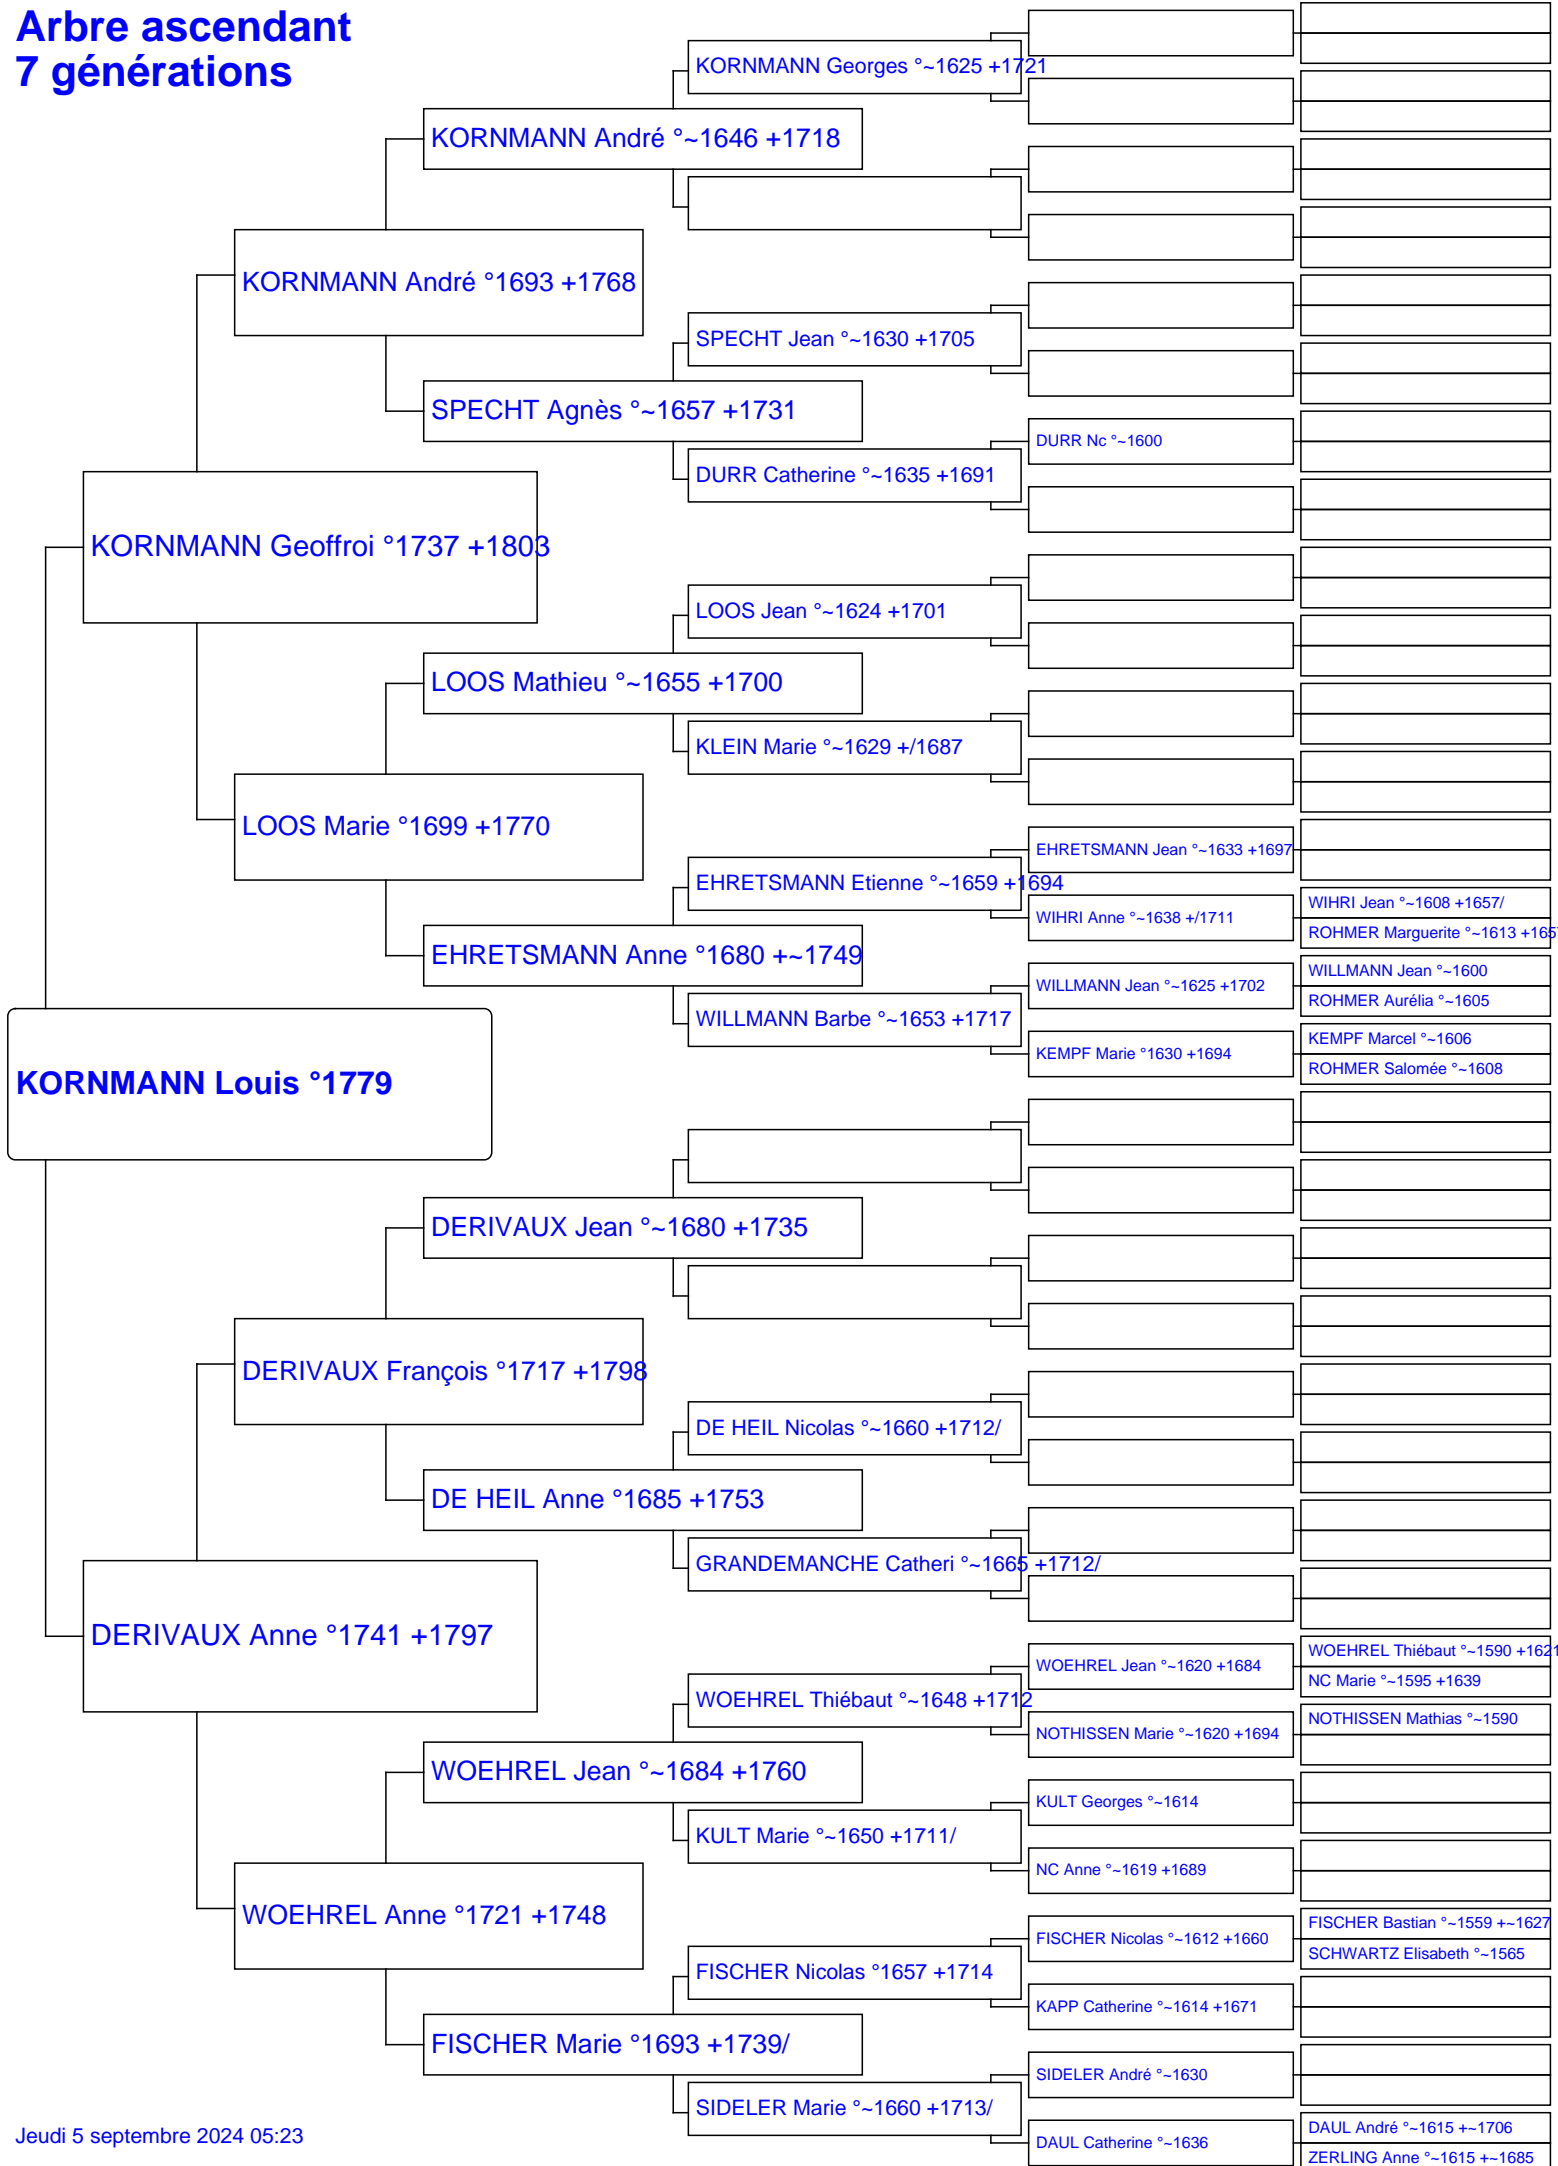 Arbre ascendant
7 générations
KORNMANN Georges °~1625 +1721
KORNMANN André °~1646 +1718
KORNMANN André °1693 +1768
SPECHT Jean °~1630 +1705
SPECHT Agnès °~1657 +1731
DURR Nc °~1600
DURR Catherine °~1635 +1691
KORNMANN Geoffroi °1737 +1803
LOOS Jean °~1624 +1701
LOOS Mathieu °~1655 +1700
KLEIN Marie °~1629 +/1687
LOOS Marie °1699 +1770
EHRETSMANN Jean °~1633 +1697
EHRETSMANN Etienne °~1659 +1694
WIHRI Jean °~1608 +1657/
WIHRI Anne °~1638 +/1711
ROHMER Marguerite °~1613 +165
EHRETSMANN Anne °1680 +~1749
WILLMANN Jean °~1600
WILLMANN Jean °~1625 +1702
ROHMER Aurélia °~1605
WILLMANN Barbe °~1653 +1717
KEMPF Marcel °~1606
KEMPF Marie °1630 +1694
ROHMER Salomée °~1608
KORNMANN Louis °1779
DERIVAUX Jean °~1680 +1735
DERIVAUX François °1717 +1798
DE HEIL Nicolas °~1660 +1712/
DE HEIL Anne °1685 +1753
GRANDEMANCHE Catheri °~1665 +1712/
DERIVAUX Anne °1741 +1797
WOEHREL Thiébaut °~1590 +1621
WOEHREL Jean °~1620 +1684
NC Marie °~1595 +1639
WOEHREL Thiébaut °~1648 +1712
NOTHISSEN Mathias °~1590
NOTHISSEN Marie °~1620 +1694
WOEHREL Jean °~1684 +1760
KULT Georges °~1614
KULT Marie °~1650 +1711/
NC Anne °~1619 +1689
WOEHREL Anne °1721 +1748
FISCHER Bastian °~1559 +~1627
FISCHER Nicolas °~1612 +1660
SCHWARTZ Elisabeth °~1565
FISCHER Nicolas °1657 +1714
KAPP Catherine °~1614 +1671
FISCHER Marie °1693 +1739/
SIDELER André °~1630
SIDELER Marie °~1660 +1713/
DAUL André °~1615 +~1706
DAUL Catherine °~1636
ZERLING Anne °~1615 +~1685
Jeudi 5 septembre 2024 05:23